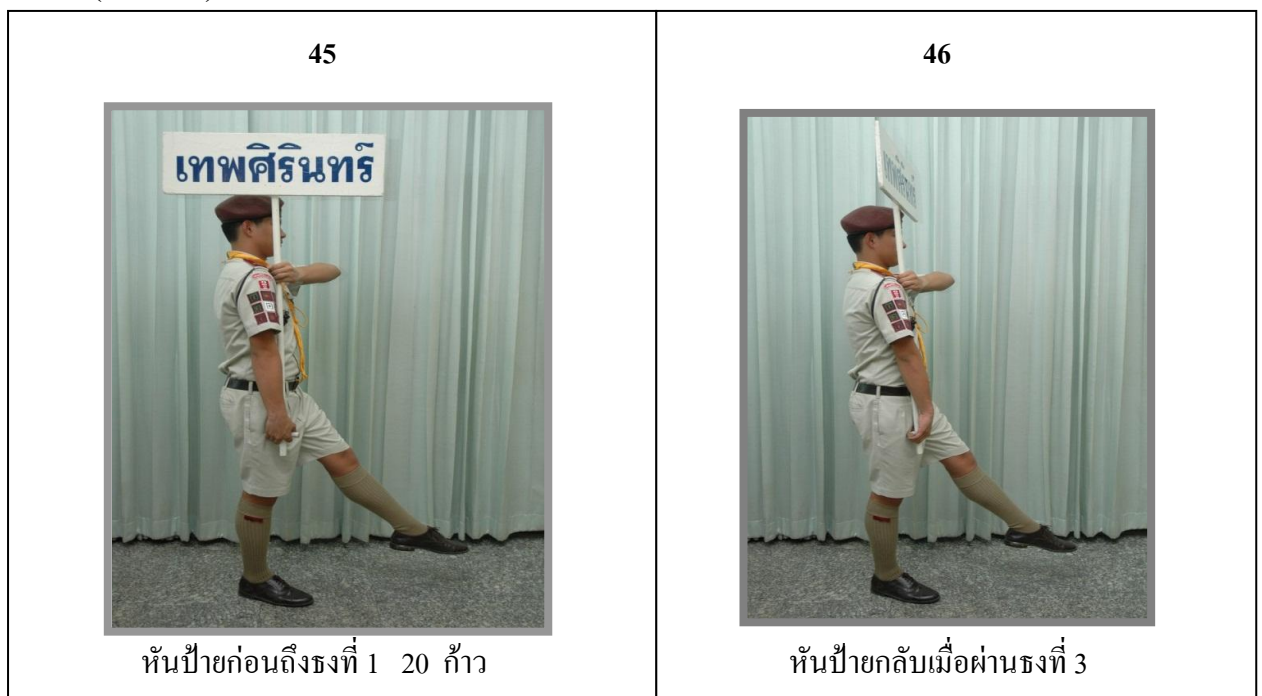 45
เทพศิรินทร์
หันป้ายก่อนถึงธงที่ 1 20 ก้าว
46
หันป้ายกลับเมื่อผ่านธงที่ 3